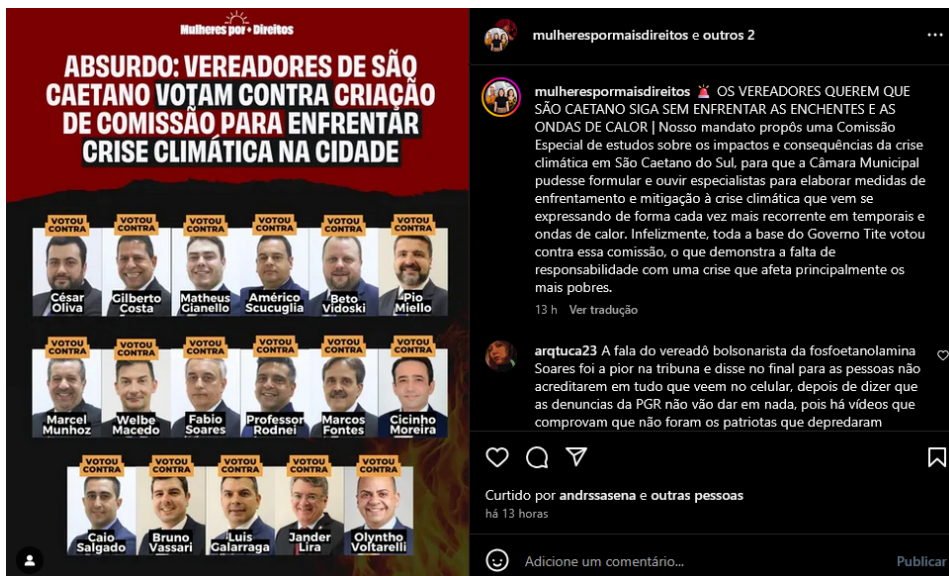 Mulheres por + Direitos
ABSURDO: VEREADORES DE SÃO
CAETANO VOTAM CONTRA CRIAÇÃO
DE COMISSÃO PARA ENFRENTAR
CRISE CLIMÁTICA NA CIDADE
VOTOU CONTRA
César Oliva
VOTOU CONTRA
Gilberto Costa
VOTOU CONTRA
Matheus Gianello
VOTOU CONTRA
Américo Scucuglia
VOTOU CONTRA
Beto Vidoski
VOTOU CONTRA
Pio Miello
VOTOU CONTRA
Marcel Munhoz
VOTOU CONTRA
Welbe Macedo
VOTOU CONTRA
Fabio Soares
VOTOU CONTRA
Professor Rodnei
VOTOU CONTRA
Marcos Fontes
VOTOU CONTRA
Cicinho Moreira
VOTOU CONTRA
Caio Salgado
VOTOU CONTRA
Bruno Vassari
VOTOU CONTRA
Luis Galarraga
VOTOU CONTRA
Jander Lira
VOTOU CONTRA
Olyntho Voltarelli
mulherespormaisdireitos e outros 2
mulherespormaisdireitos 🚨 OS VEREADORES QUEREM QUE
SÃO CAETANO SIGA SEM ENFRENTAR AS ENCHENTES E AS
ONDAS DE CALOR | Nosso mandato propôs uma Comissão
Especial de estudos sobre os impactos e consequências da crise
climática em São Caetano do Sul, para que a Câmara Municipal
pudesse formular e ouvir especialistas para elaborar medidas de
enfrentamento e mitigação à crise climática que vem se
expressando de forma cada vez mais recorrente em temporais e
ondas de calor. Infelizmente, toda a base do Governo Tite votou
contra essa comissão, o que demonstra a falta de
responsabilidade com uma crise que afeta principalmente os
mais pobres.
13 h Ver tradução
arqtuca23 A fala do vereadô bolsonarista da fosfoetanolamina
Soares foi a pior na tribuna e disse no final para as pessoas não
acreditarem em tudo que veem no celular, depois de dizer que
as denuncias da PGR não vão dar em nada, pois há vídeos que
comprovam que não foram os patriotas que depredaram
Curtido por andrssasena e outras pessoas
há 13 horas
Adicione um comentário...
Publicar